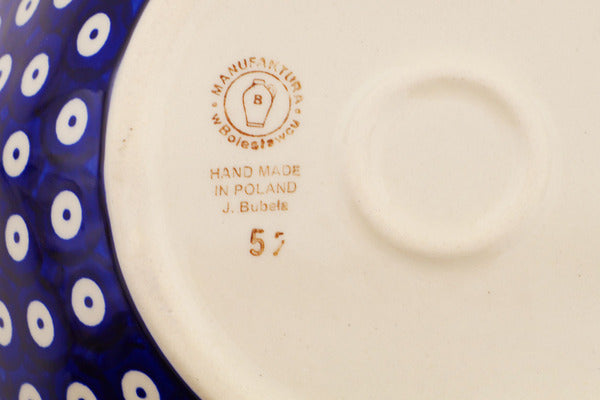 MANUFAKTURA
B
w Bolesławcu
HAND MADE
IN POLAND
J. Bubela
57